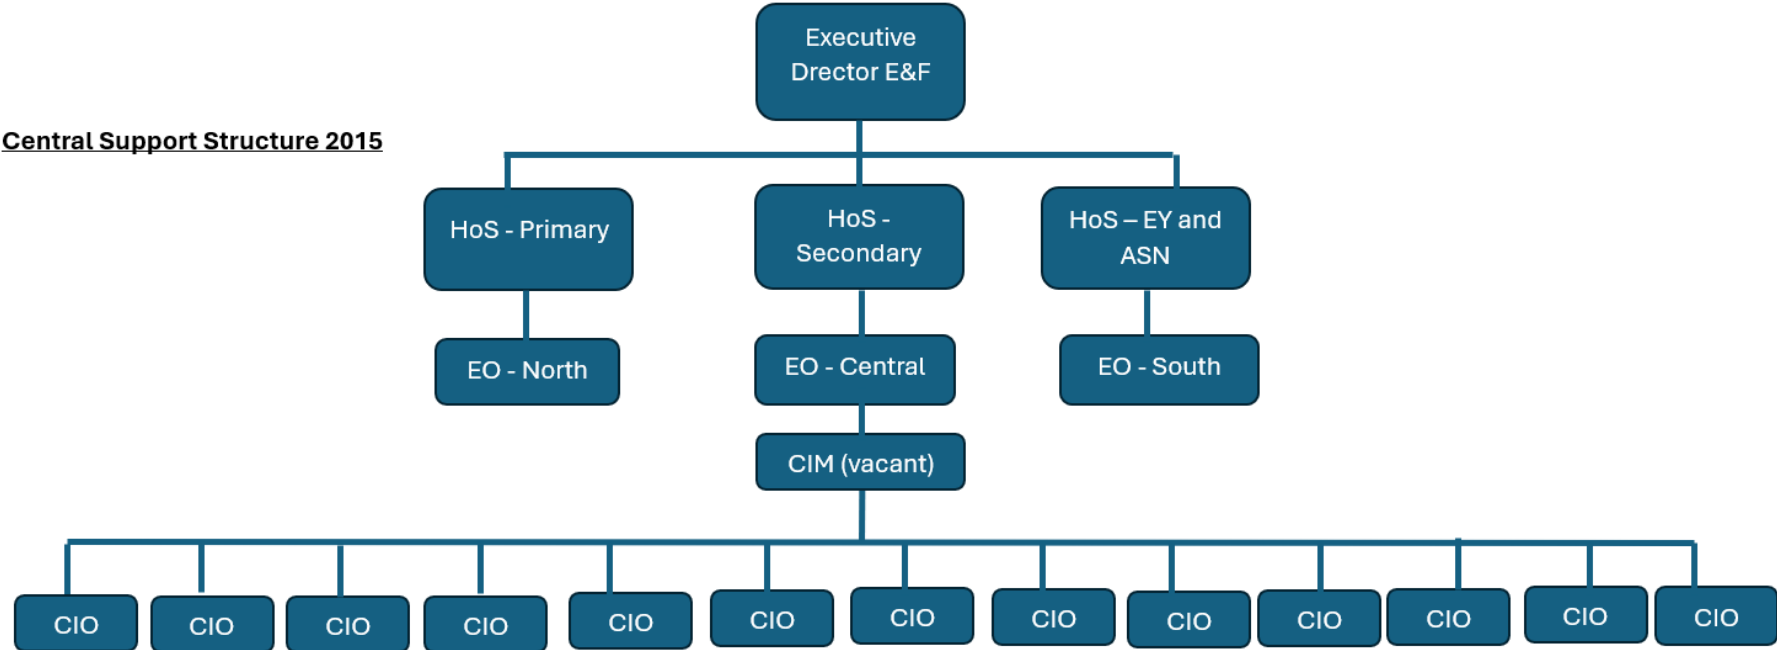 Executive
Drector E&F
Central Support Structure 2015
HoS - Primary
HoS -
Secondary
HoS – EY and
ASN
EO - North
EO - Central
EO - South
CIM (vacant)
CIO
CIO
CIO
CIO
CIO
CIO
CIO
CIO
CIO
CIO
CIO
CIO
CIO